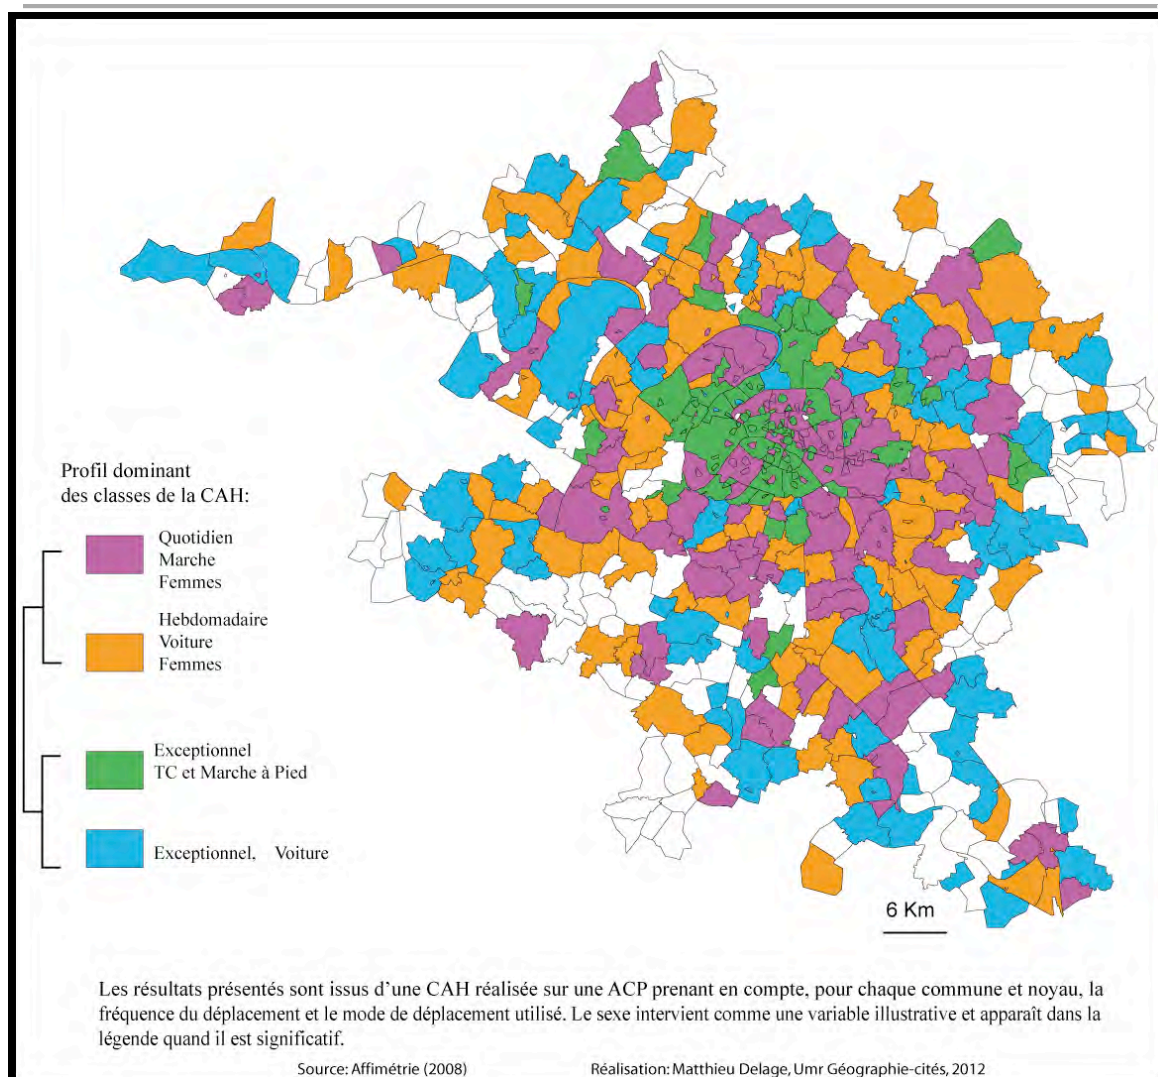 Profil dominant
des classes de la CAH:
Quotidien
Marche
Femmes
Hebdomadaire
Voiture
Femmes
Exceptionnel
TC et Marche à Pied
Exceptionnel, Voiture
6 Km
Les résultats présentés sont issus d'une CAH réalisée sur une ACP prenant en compte, pour chaque commune et noyau, la
fréquence du déplacement et le mode de déplacement utilisé. Le sexe intervient comme une variable illustrative et apparaît dans la
légende quand il est significatif.
Source: Affimétrie (2008) Réalisation: Matthieu Delage, Umr Géographie-cités, 2012